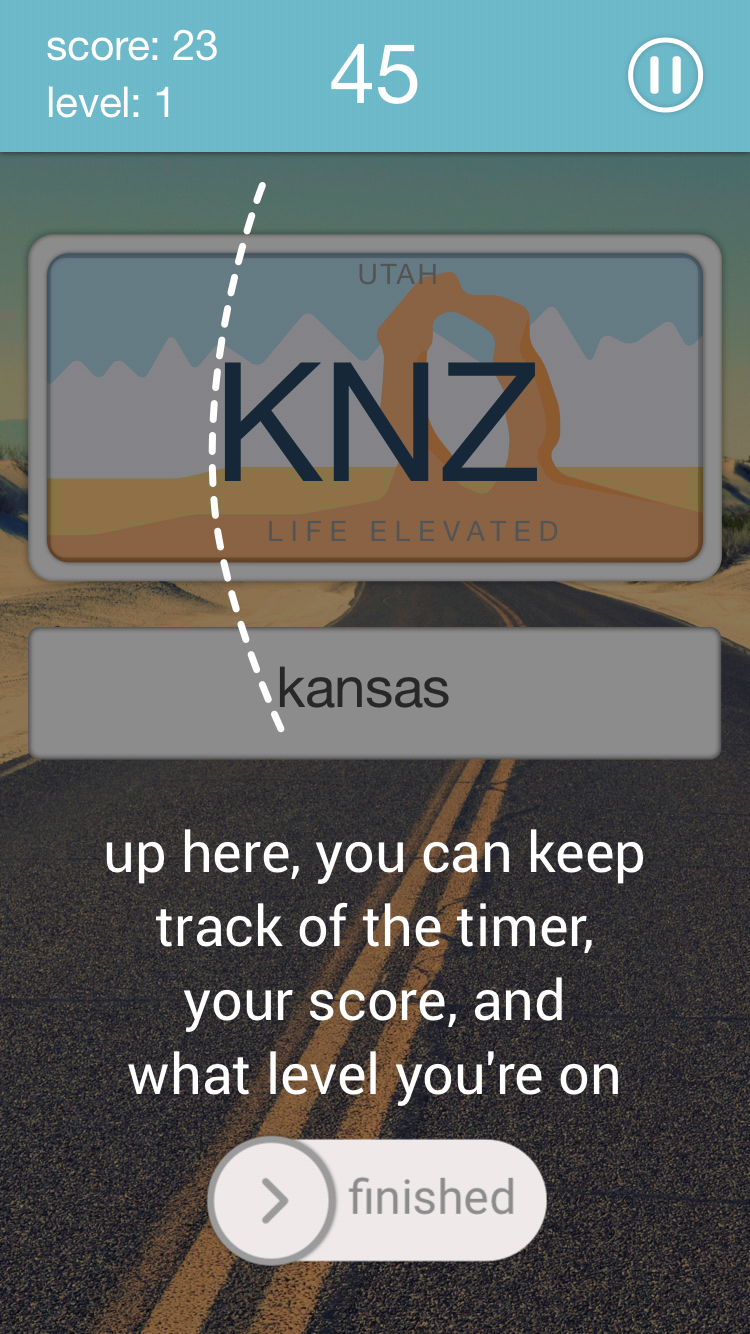 score: 23
level: 1
45
UTAH
KNZ
LIFE ELEVATED
kansas
up here, you can keep
track of the timer,
your score, and
what level you're on
finished